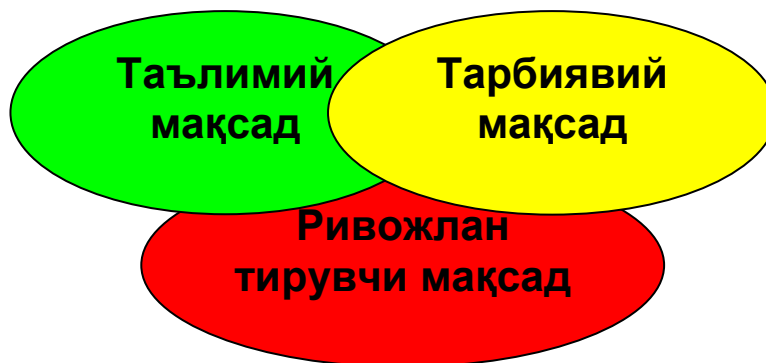 Таълимий
мақсад
Тарбиявий
мақсад
Ривожлан
тирувчи мақсад